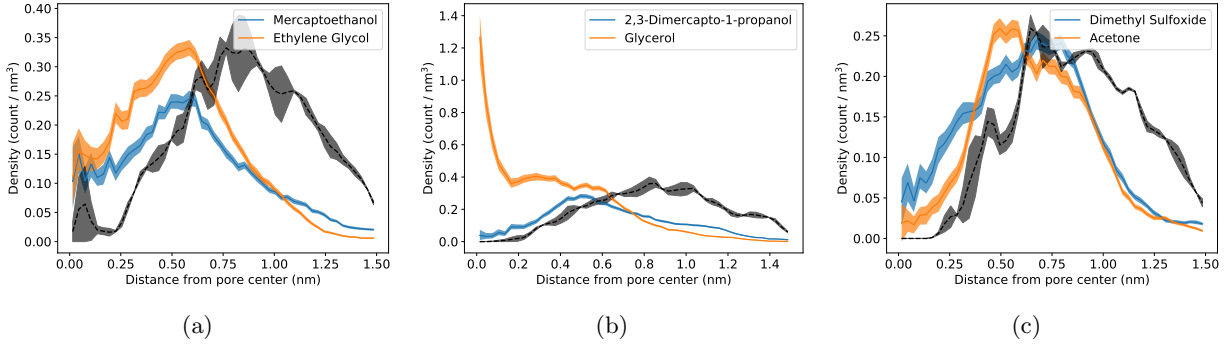 Mercaptoethanol
Ethylene Glycol
0.40
0.35
0.30
0.25
0.20
0.15
0.10
0.05
0.00
Density (count / nm³)
0.00 0.25 0.50 0.75 1.00 1.25 1.50
Distance from pore center (nm)
(a)
2,3-Dimercapto-1-propanol
Glycerol
1.4
1.2
1.0
0.8
0.6
0.4
0.2
0.0
Density (count / nm³)
0.0 0.2 0.4 0.6 0.8 1.0 1.2 1.4
Distance from pore center (nm)
(b)
Dimethyl Sulfoxide
Acetone
0.25
0.20
0.15
0.10
0.05
0.00
Density (count / nm³)
0.00 0.25 0.50 0.75 1.00 1.25 1.50
Distance from pore center (nm)
(c)